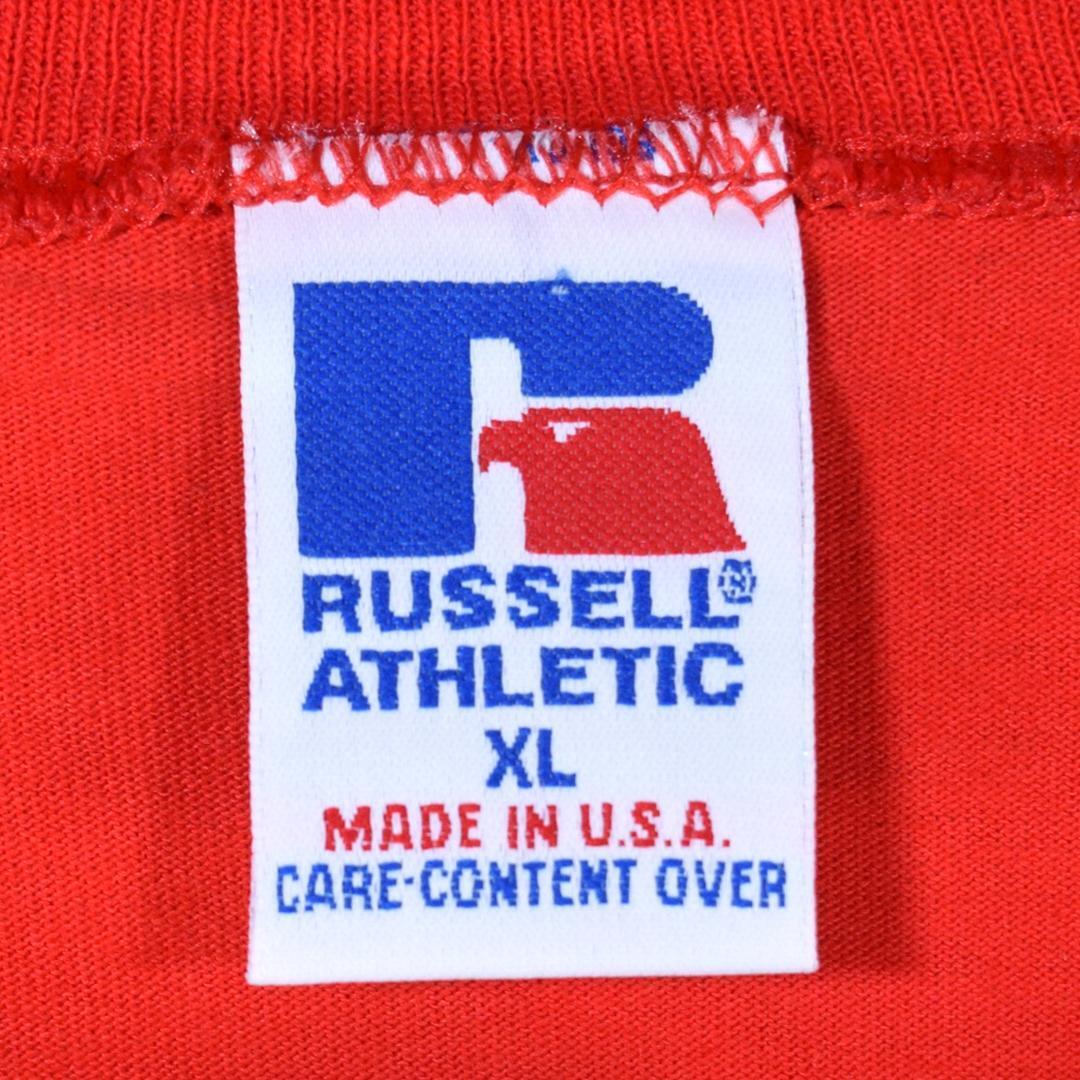 RUSSELL®
ATHLETIC
XL
MADE IN U.S.A.
CARE-CONTENT OVER